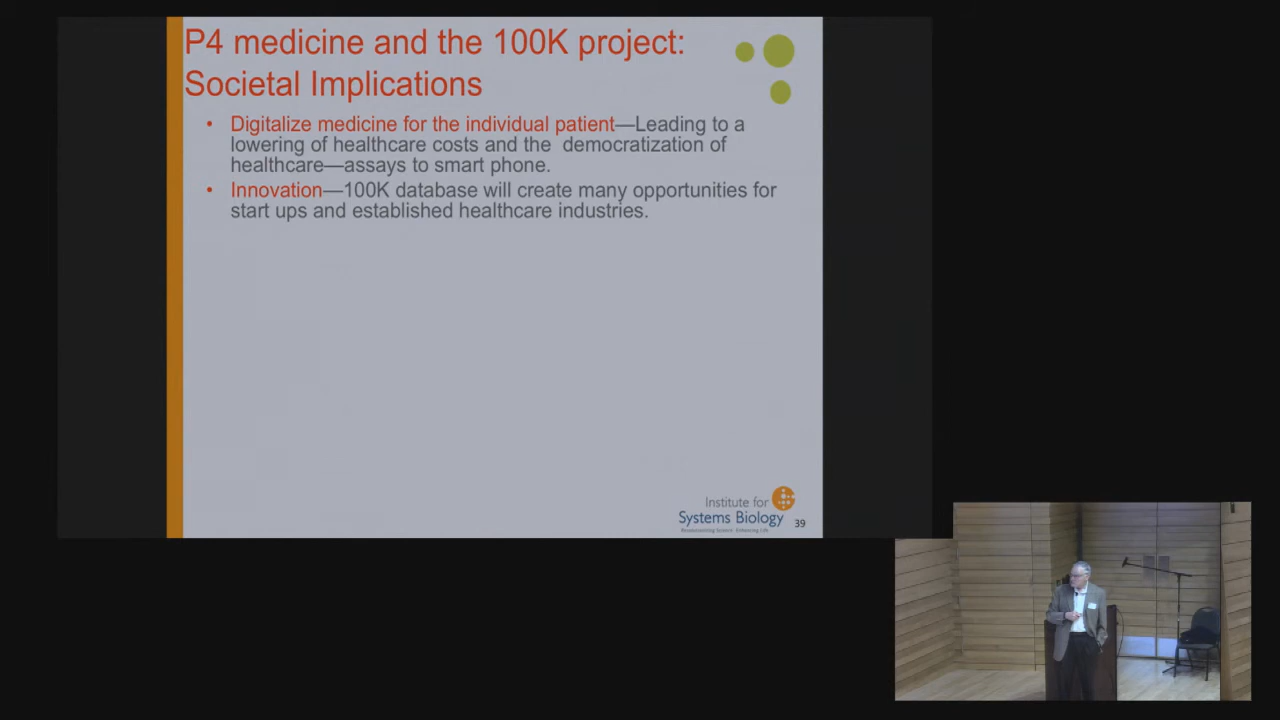 P4 medicine and the 100K project:
Societal Implications
• Digitalize medicine for the individual patient—Leading to a
lowering of healthcare costs and the democratization of
healthcare—assays to smart phone.
• Innovation—100K database will create many opportunities for
start ups and established healthcare industries.
Institute for
Systems Biology
39